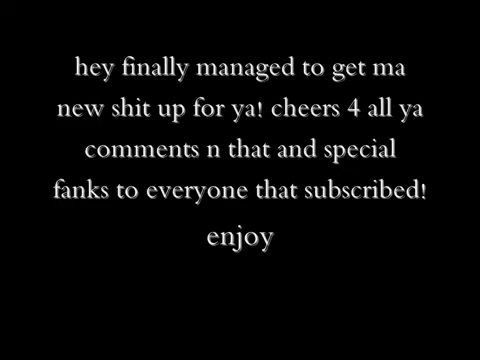 hey finally managed to get ma
new shit up for ya! cheers 4 all ya
comments n that and special
fanks to everyone that subscribed!
enjoy